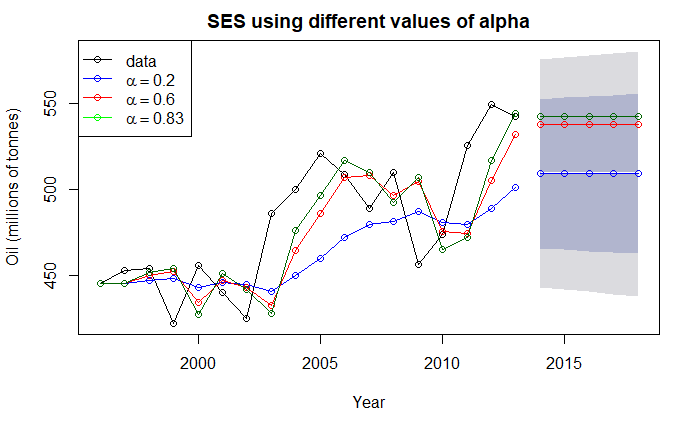 SES using different values of alpha
data
α = 0.2
α = 0.6
α = 0.83
Oil (millions of tonnes)
550
500
450
2000 2005 2010 2015
Year